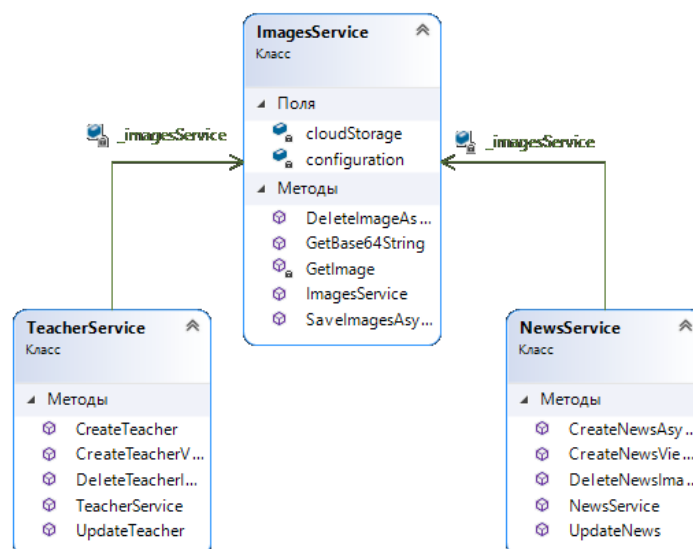 ImagesService
Класс
Поля
cloudStorage
configuration
Методы
DeleteImageAs...
GetBase64String
GetImage
ImagesService
SaveImagesAsy...
_imagesService
_imagesService
TeacherService
Класс
Методы
CreateTeacher
CreateTeacherV...
DeleteTeacherI...
TeacherService
UpdateTeacher
NewsService
Класс
Методы
CreateNewsAsy...
CreateNewsVie...
DeleteNewsIma...
NewsService
UpdateNews